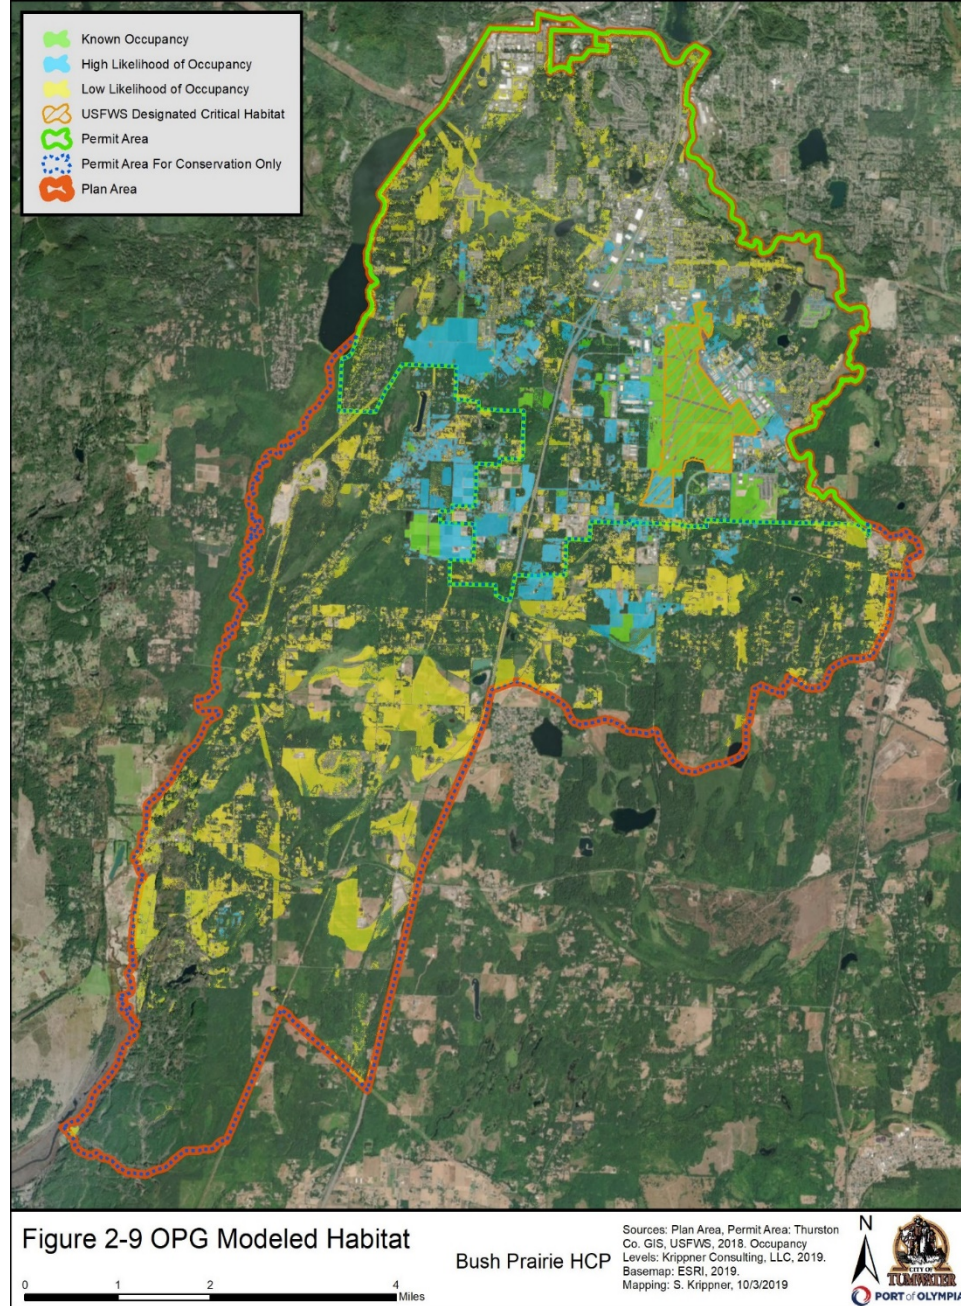 Known Occupancy
High Likelihood of Occupancy
Low Likelihood of Occupancy
USFWS Designated Critical Habitat
Permit Area
Permit Area For Conservation Only
Plan Area
Figure 2-9 OPG Modeled Habitat
0 1 2 4
Miles
Bush Prairie HCP
Sources: Plan Area, Permit Area: Thurston
Co. GIS, USFWS, 2018. Occupancy
Levels: Krippner Consulting, LLC, 2019.
Basemap: ESRI, 2019.
Mapping: S. Krippner, 10/3/2019
N
CITY OF
TUMWATER
PORT of OLYMPIA